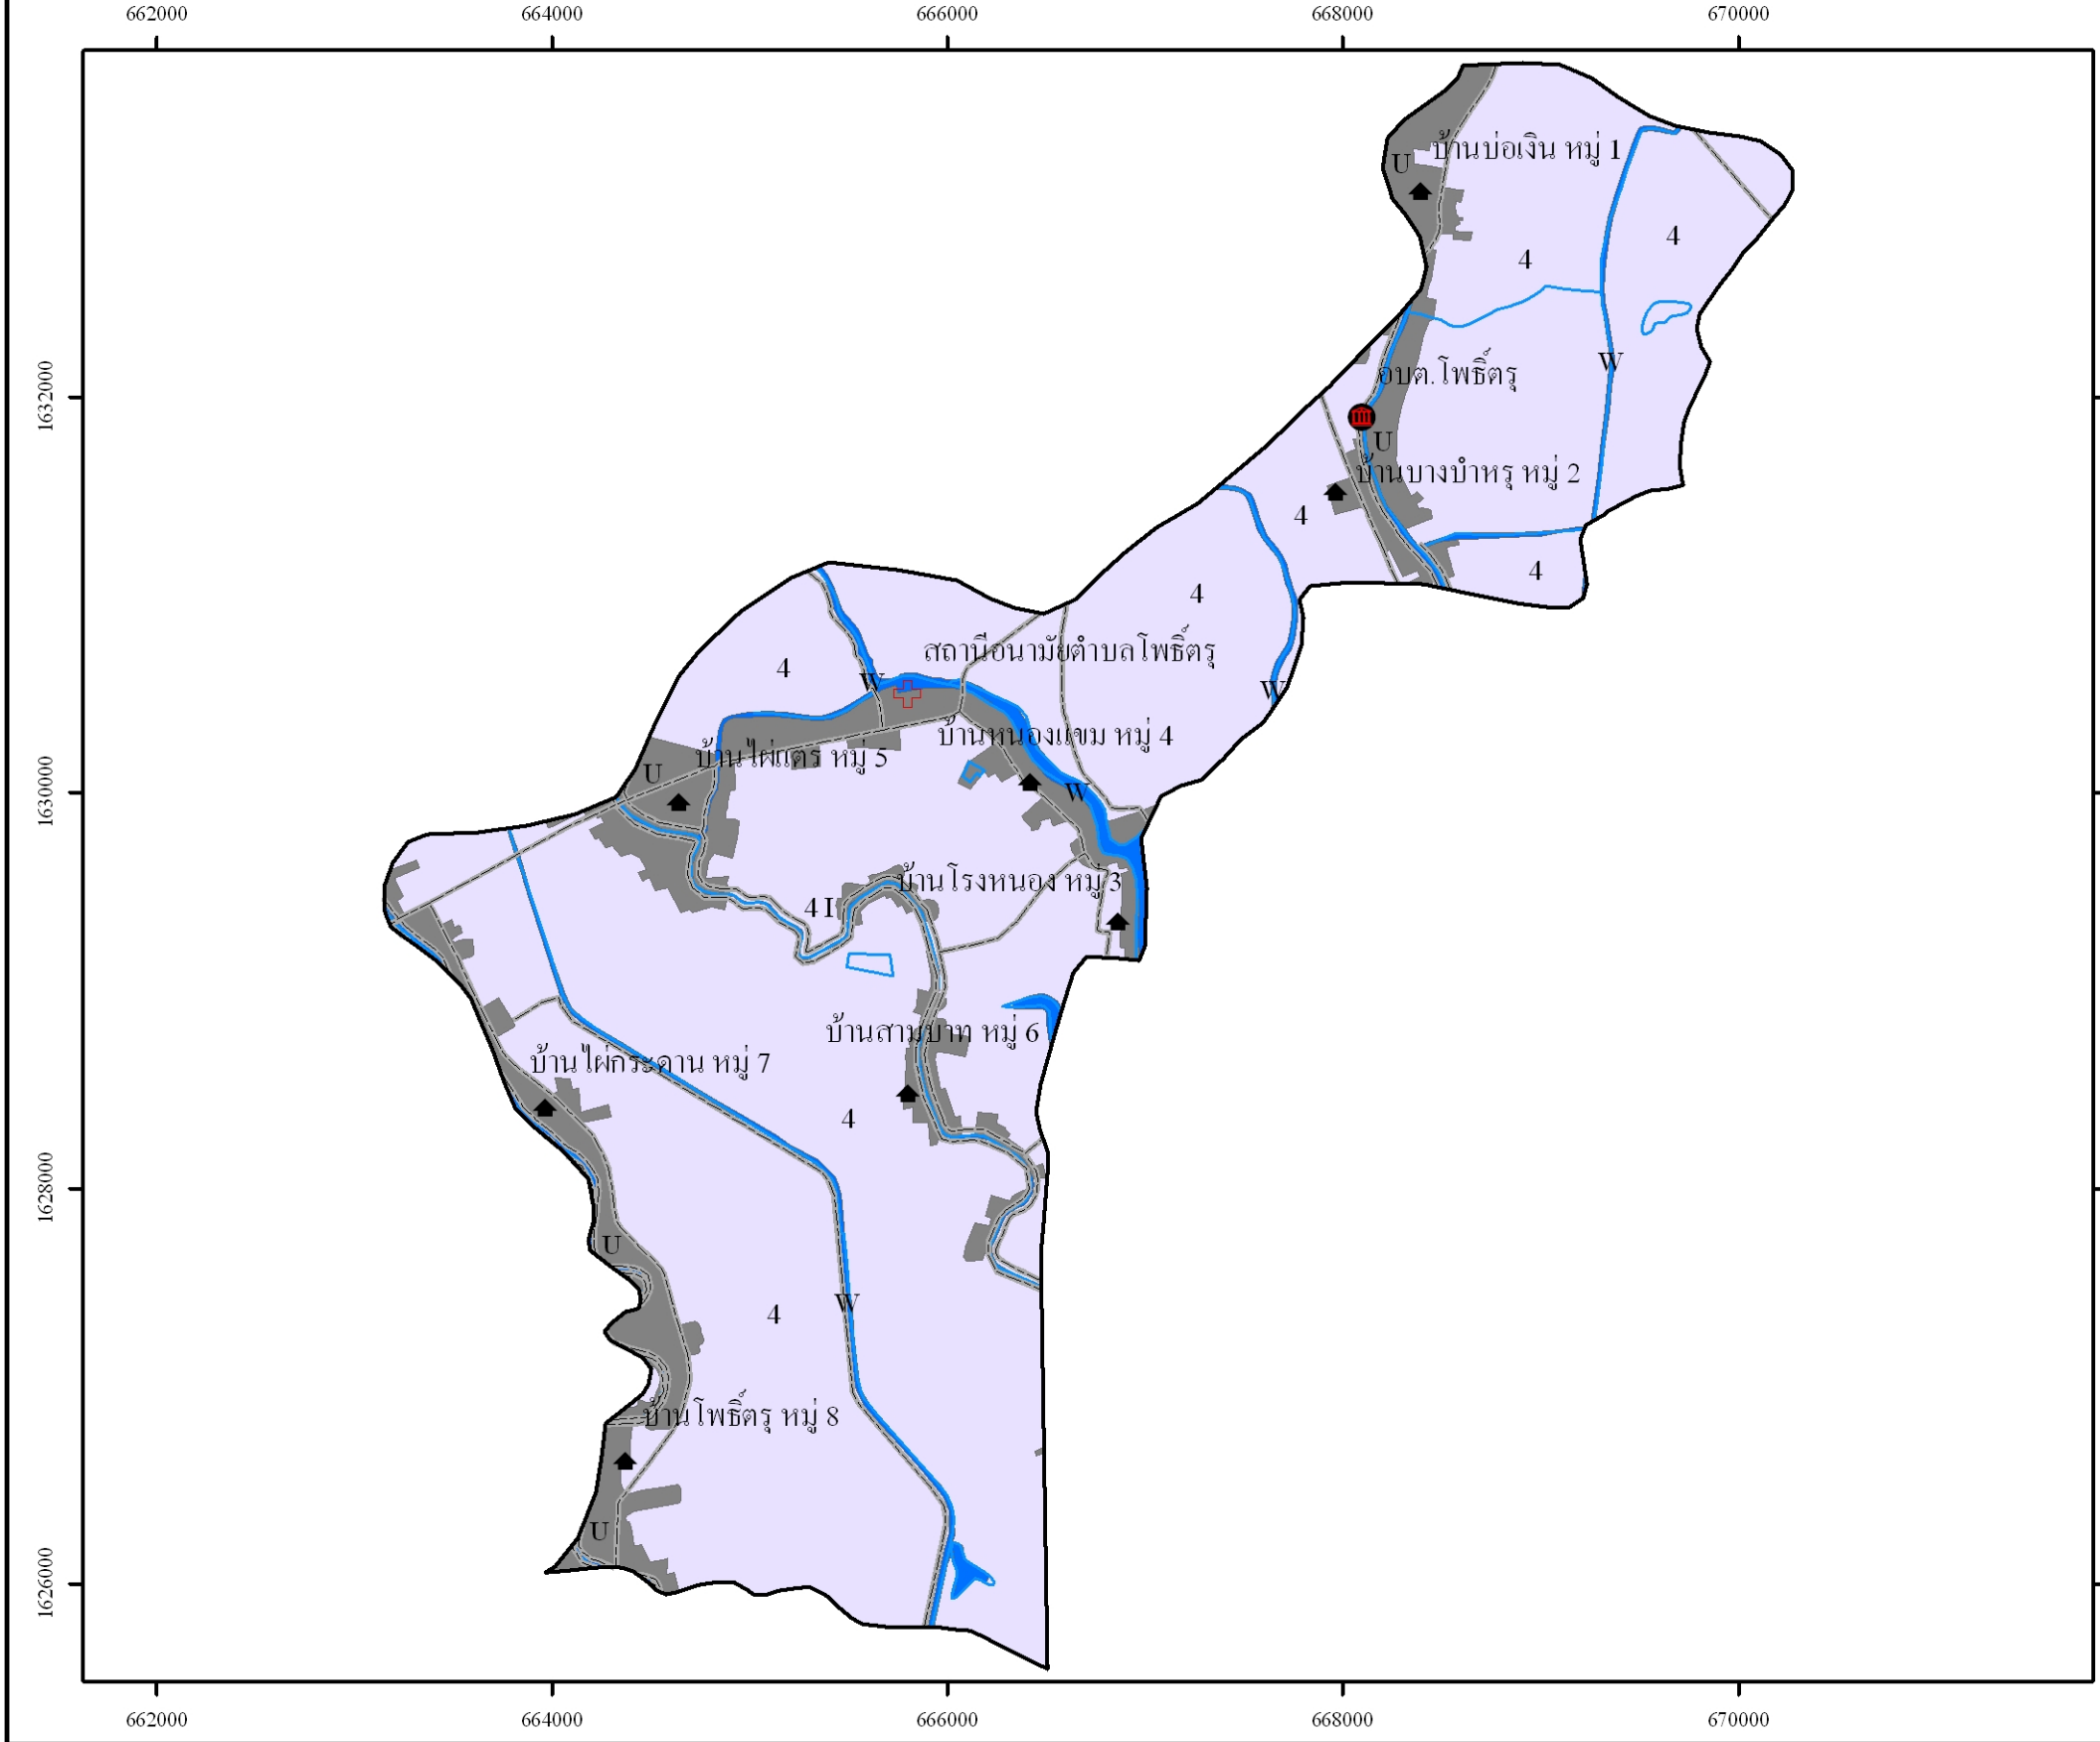 662000 664000 666000 668000 670000
บ้านบ่อเงิน หมู่ 1
U
4
4
1632000
W
อบต.โพธิ์ตรุ
U
บ้านบางบำหรุ หมู่ 2
4
4
4
สถานีอนามัยตำบลโพธิ์ตรุ
4
W
W
บ้านหนองแขม หมู่ 4
บ้านไผ่แตร หมู่ 5
U
W
1630000
บ้านโรงหนอง หมู่ 3
4 I
บ้านสามบาท หมู่ 6
บ้านไผ่กระดาน หมู่ 7
4
1628000
U
W
4
บ้านโพธิ์ตรุ หมู่ 8
U
1626000
662000 664000 666000 668000 670000